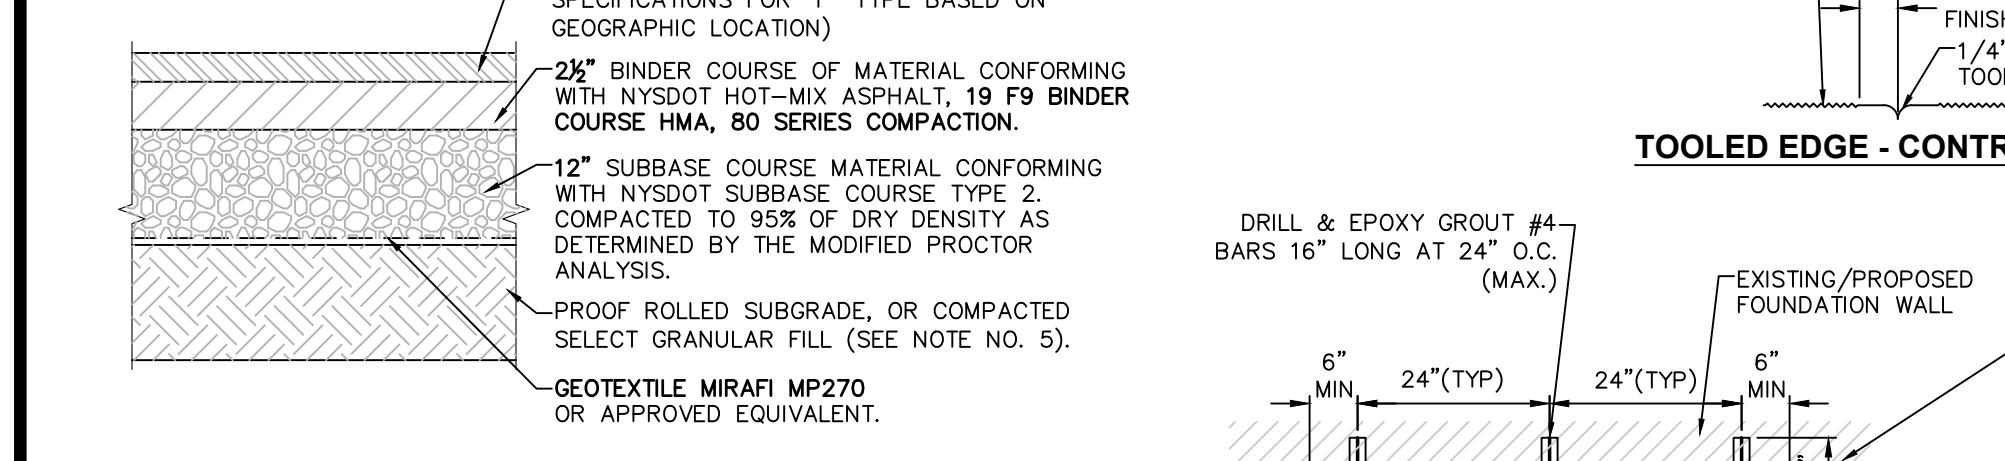 SPECIFICATIONS FOR "F" TYPE BASED ON
GEOGRAPHIC LOCATION)
2½" BINDER COURSE OF MATERIAL CONFORMING
WITH NYSDOT HOT-MIX ASPHALT, 19 F9 BINDER
COURSE HMA, 80 SERIES COMPACTION.
12" SUBBASE COURSE MATERIAL CONFORMING
WITH NYSDOT SUBBASE COURSE TYPE 2.
COMPACTED TO 95% OF DRY DENSITY AS
DETERMINED BY THE MODIFIED PROCTOR
ANALYSIS.
PROOF ROLLED SUBGRADE, OR COMPACTED
SELECT GRANULAR FILL (SEE NOTE NO. 5).
GEOTEXTILE MIRAFI MP270
OR APPROVED EQUIVALENT.
1/4"
TOOLED EDGE -
DRILL & EPOXY GROUT #4
BARS 16" LONG AT 24" O.C.
(MAX.)
EXISTING/PROPOSED
FOUNDATION WALL
6"
MIN
24"(TYP)
24"(TYP)
6"
MIN